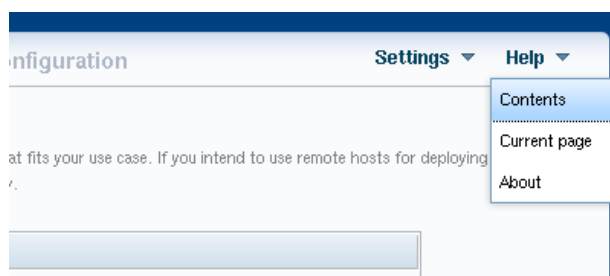 nfiguration
Settings
Help
Contents
Current page
About
at fits your use case. If you intend to use remote hosts for deploying